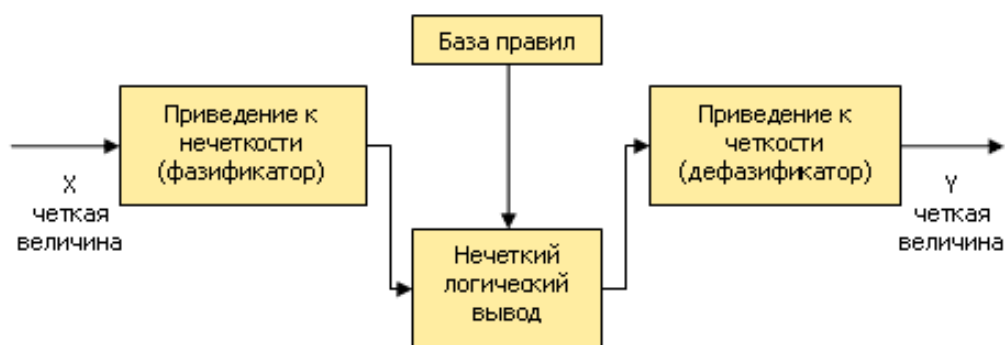 База правил
Приведение к
нечеткости
(фазификатор)
Приведение к
четкости
(дефазификатор)
X
четкая
величина
Y
четкая
величина
Нечеткий
логический
вывод